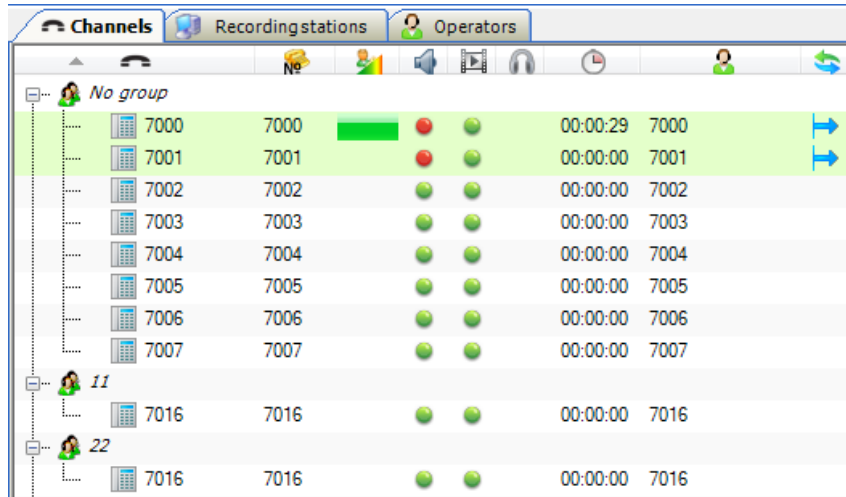 Channels Recording stations Operators
Nº
No group
7000 7000 00:00:29 7000
7001 7001 00:00:00 7001
7002 7002 00:00:00 7002
7003 7003 00:00:00 7003
7004 7004 00:00:00 7004
7005 7005 00:00:00 7005
7006 7006 00:00:00 7006
7007 7007 00:00:00 7007
11
7016 7016 00:00:00 7016
22
7016 7016 00:00:00 7016